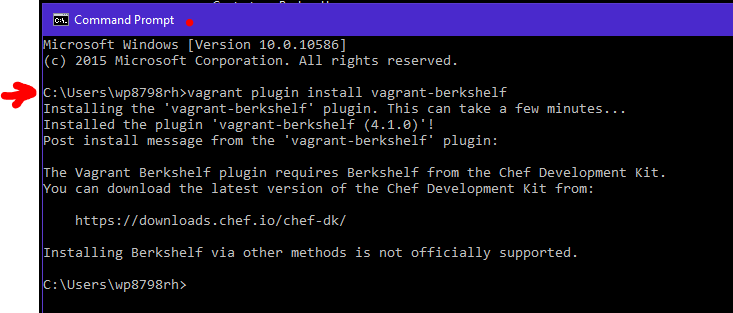 Command Prompt
Microsoft Windows [Version 10.0.10586]
(c) 2015 Microsoft Corporation. All rights reserved.
C:\Users\wp8798rh>vagrant plugin install vagrant-berkshelf
Installing the 'vagrant-berkshelf' plugin. This can take a few minutes...
Installed the plugin 'vagrant-berkshelf (4.1.0)'!
Post install message from the 'vagrant-berkshelf' plugin:
The Vagrant Berkshelf plugin requires Berkshelf from the Chef Development Kit.
You can download the latest version of the Chef Development Kit from:
https://downloads.chef.io/chef-dk/
Installing Berkshelf via other methods is not officially supported.
C:\Users\wp8798rh>